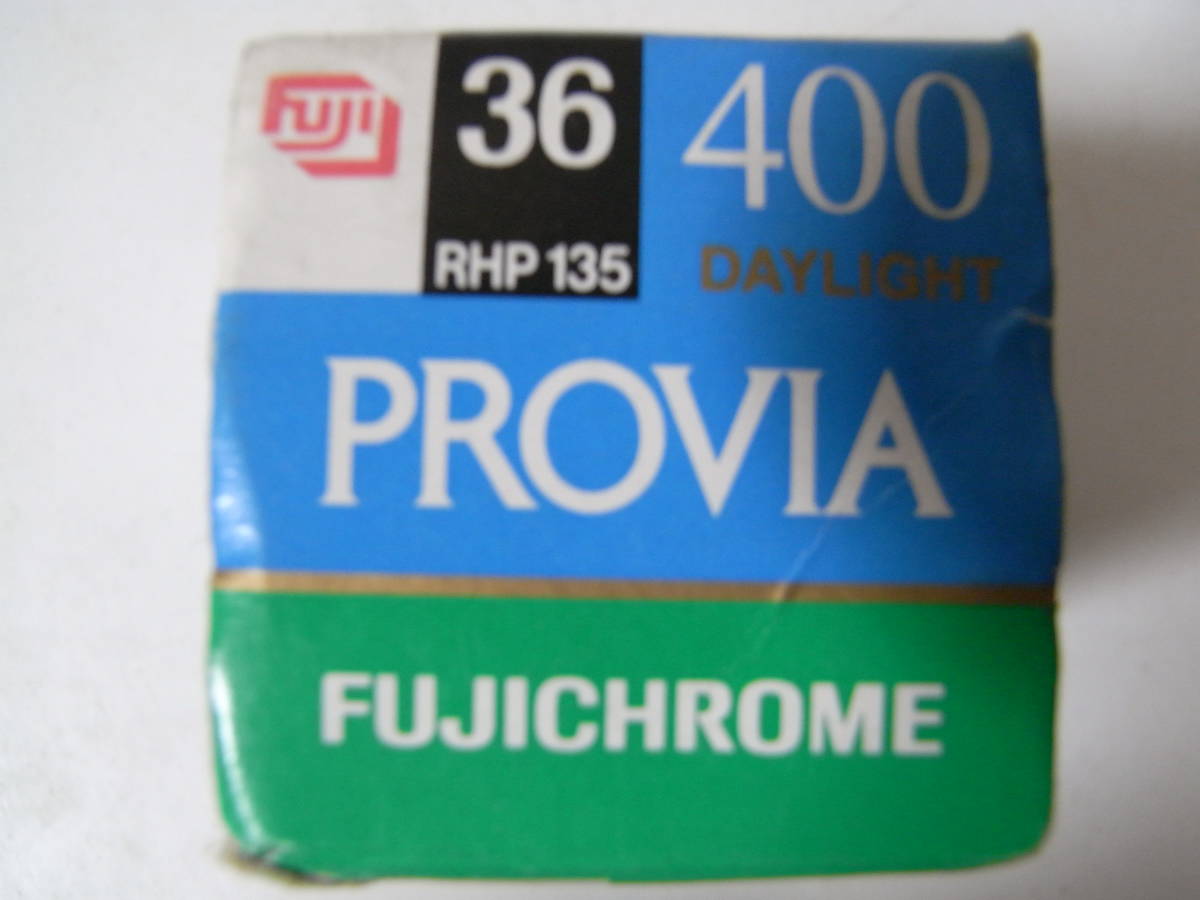 FUJI
36
RHP 135
400
DAYLIGHT
PROVIA
FUJICHROME